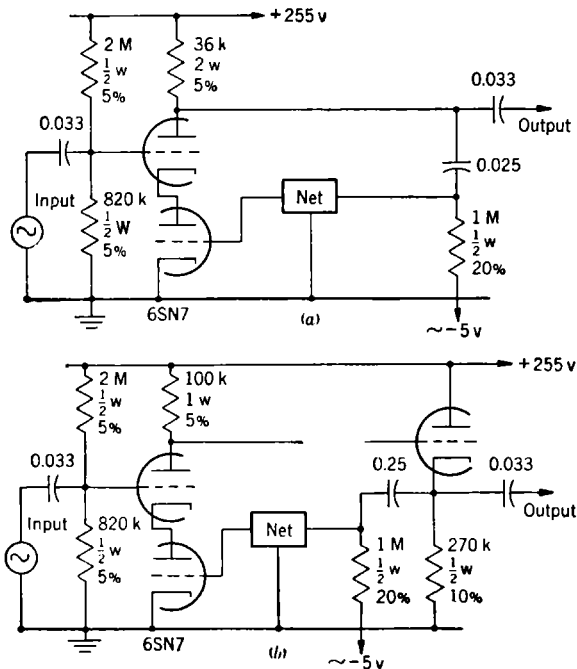 +255 v
2 M
1/2 w
5%
36 k
2 w
5%
0.033
0.033
Output
0.025
Input
820 k
1/2 W
5%
Net
1 M
1/2 w
20%
6SN7
(a)
~-5 v
+255 v
2 M
1/2 w
5%
100 k
1 w
5%
0.033
0.25
0.033
Output
Input
820 k
1/2 w
5%
Net
1 M
1/2 w
20%
270 k
1/2 w
10%
6SN7
(b)
~-5 v